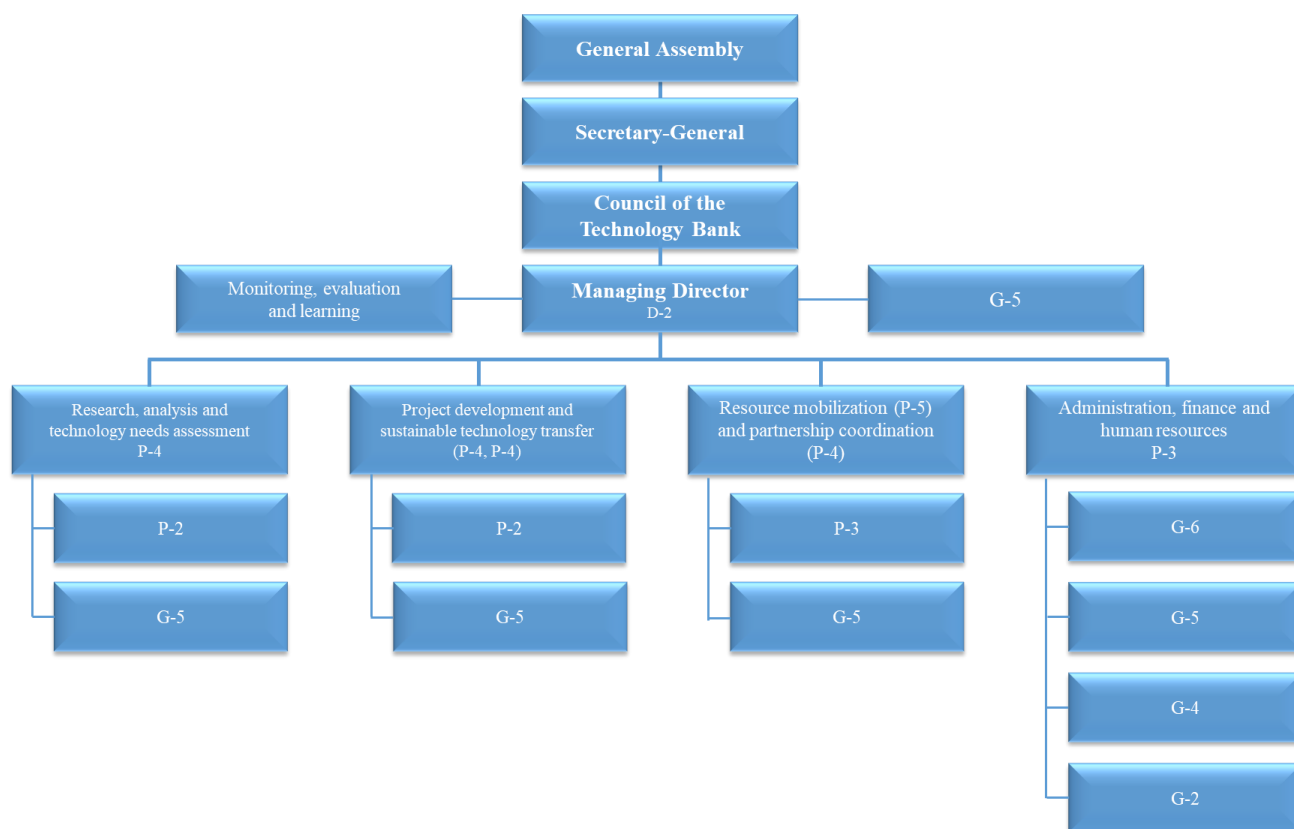 General Assembly
Secretary-General
Council of the
Technology Bank
Monitoring, evaluation
and learning
Managing Director
D-2
G-5
Research, analysis and
technology needs assessment
P-4
P-2
G-5
Project development and
sustainable technology transfer
(P-4, P-4)
P-2
G-5
Resource mobilization (P-5)
and partnership coordination
(P-4)
P-3
G-5
Administration, finance and
human resources
P-3
G-6
G-5
G-4
G-2